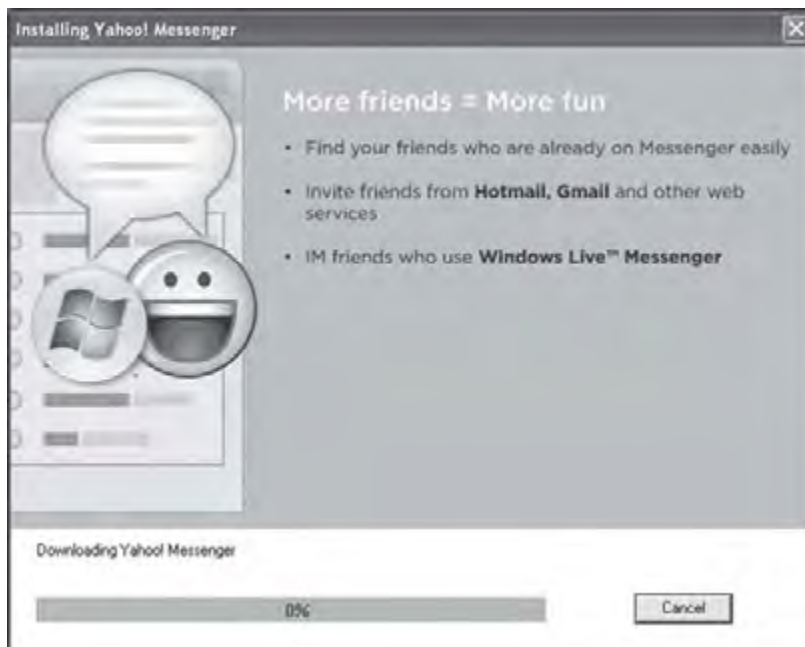 Installing Yahoo! Messenger
More friends = More fun
• Find your friends who are already on Messenger easily
• Invite friends from Hotmail, Gmail and other web
services
• IM friends who use Windows Live™ Messenger
Downloading Yahoo! Messenger
0%
Cancel